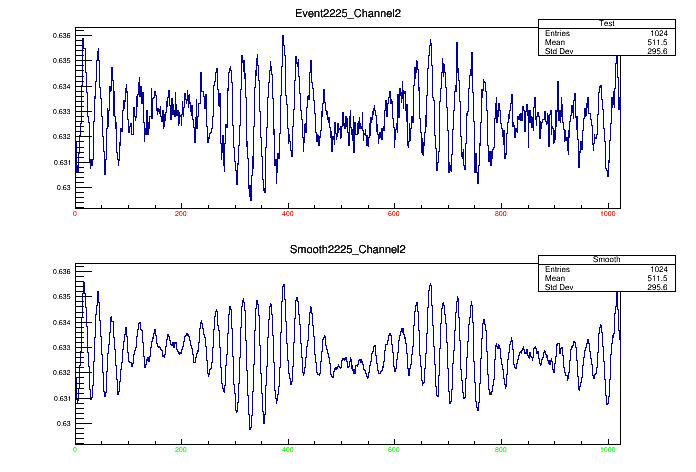 Event2225_Channel2
Test
Entries 1024
Mean 511.5
Std Dev 295.6
0.636
0.635
0.634
0.633
0.632
0.631
0.63
0 200 400 600 800 1000
Smooth2225_Channel2
Smooth
Entries 1024
Mean 511.5
Std Dev 295.6
0.636
0.635
0.634
0.633
0.632
0.631
0.63
0 200 400 600 800 1000